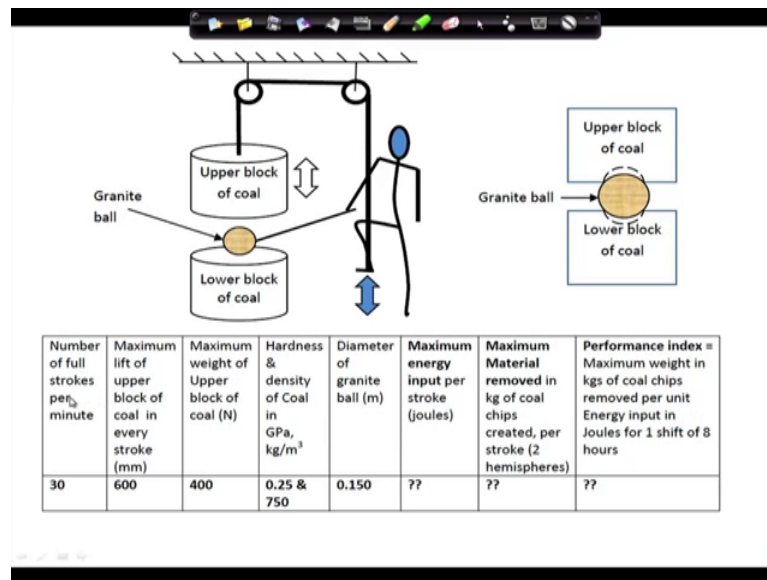 Upper block
of coal
Granite
ball
Lower block
of coal
Upper block
of coal
Granite ball
Lower block
of coal
Number
of full
strokes
per
minute
Maximum
lift of
upper
block of
coal in
every
stroke
(mm)
Maximum
weight of
Upper
block of
coal (N)
Hardness
&
density
of Coal
in
GPa,
kg/m³
Diameter
of
granite
ball (m)
Maximum
energy
input per
stroke
(joules)
Maximum
Material
removed in
kg of coal
chips
created, per
stroke (2
hemispheres)
Performance index =
Maximum weight in
kgs of coal chips
removed per unit
Energy input in
Joules for 1 shift of 8
hours
30
600
400
0.25 &
750
0.150
??
??
??